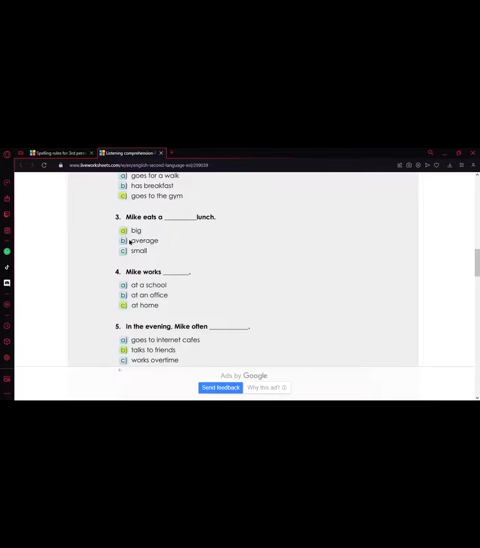 Spelling rules for 3rd pers
Listening comprehension
www.liveworksheets.com/w/en/english-second-language-esl/209039
a) goes for a walk
b) has breakfast
c) goes to the gym
3. Mike eats a _________lunch.
a) big
b) average
c) small
4. Mike works _______.
a) at a school
b) at an office
c) at home
5. In the evening, Mike often __________.
a) goes to internet cafes
b) talks to friends
c) works overtime
Ads by Google
Send feedback
Why this ad?